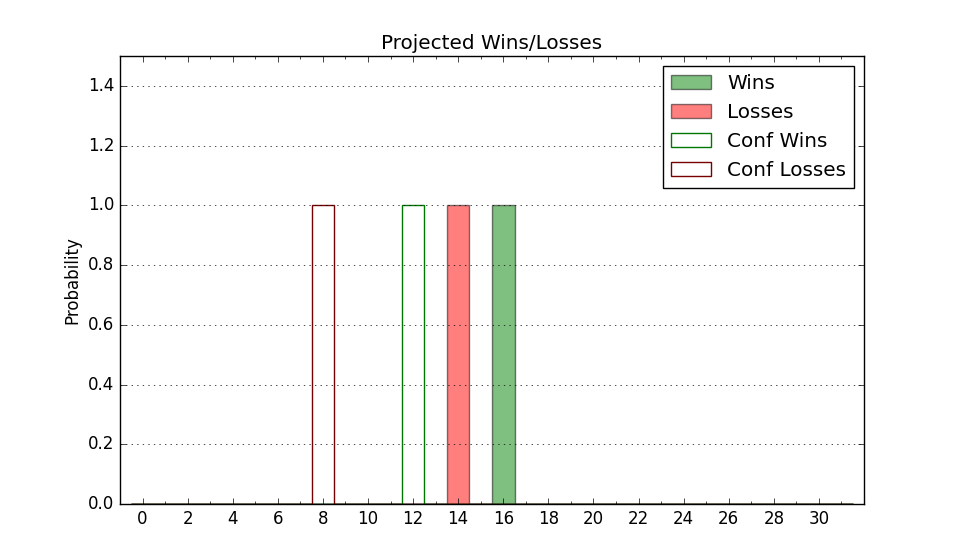 Projected Wins/Losses
1.4
1.2
1.0
0.8
0.6
0.4
0.2
0.0
Probability
Wins
Losses
Conf Wins
Conf Losses
0 2 4 6 8 10 12 14 16 18 20 22 24 26 28 30